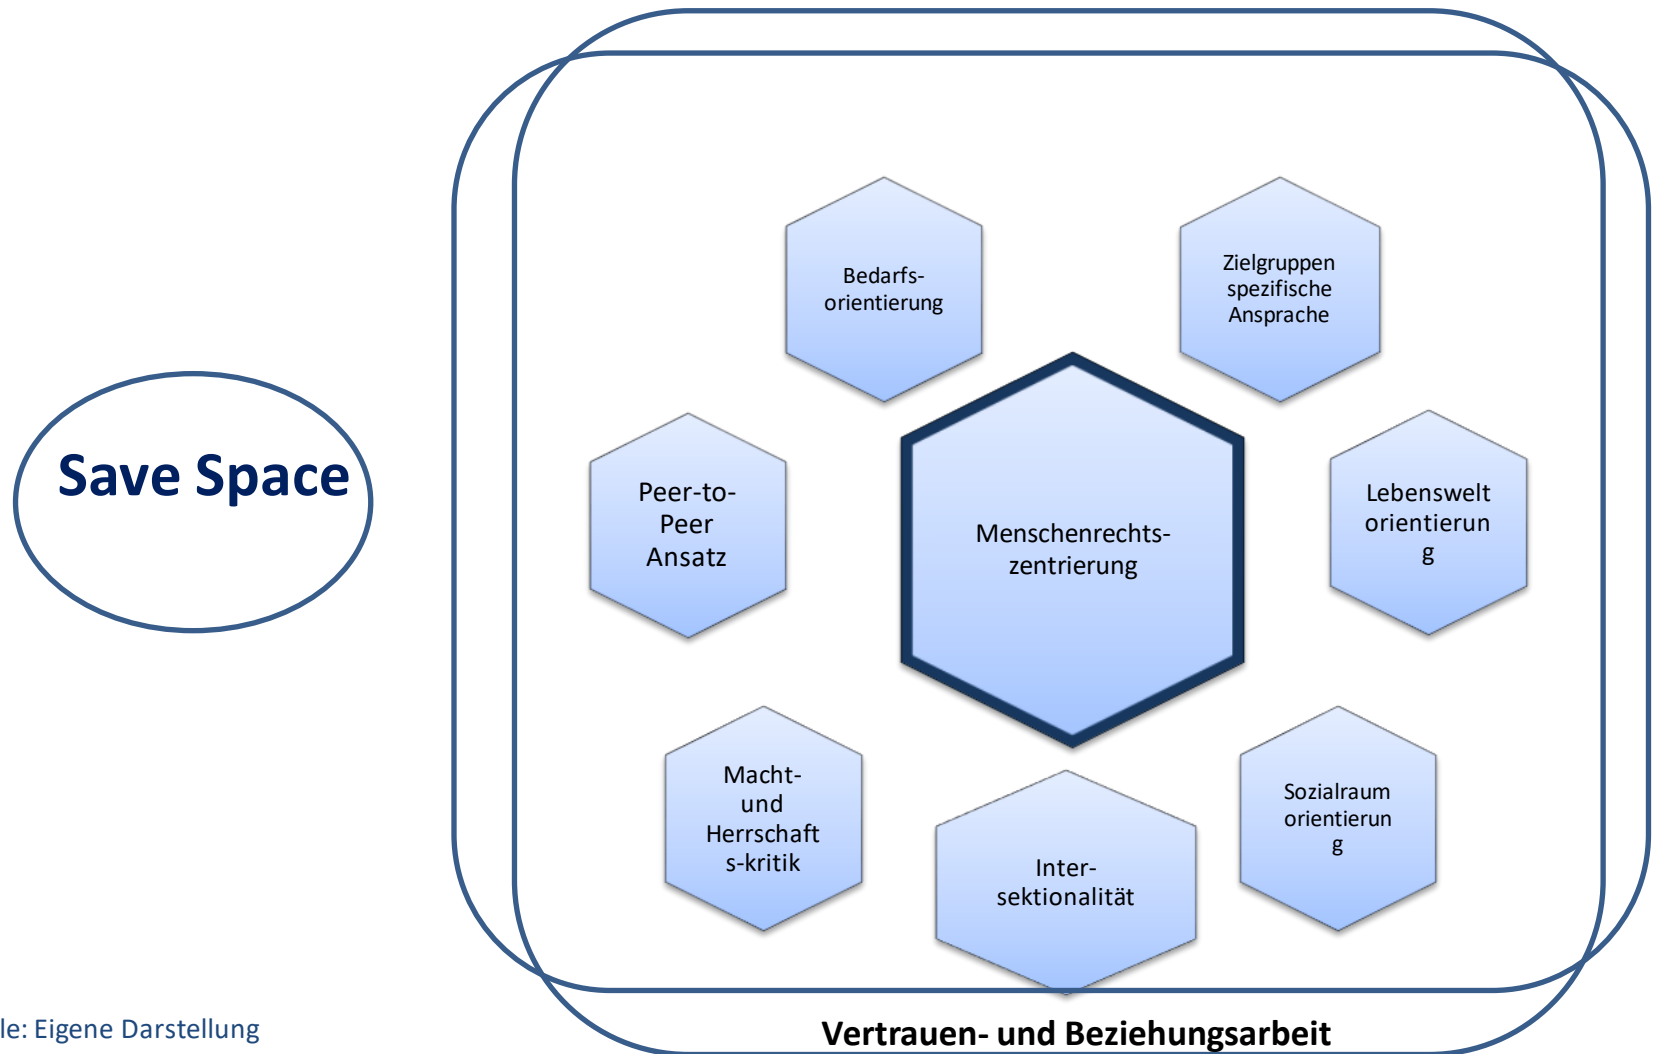 Bedarfs-
orientierung
Zielgruppen
spezifische
Ansprache
Save Space
Peer-to-
Peer
Ansatz
Menschenrechts-
zentrierung
Lebenswelt
orientierun
g
Macht-
und
Herrschaft
s-kritik
Inter-
sektionalität
Sozialraum
orientierun
g
le: Eigene Darstellung
Vertrauen- und Beziehungsarbeit